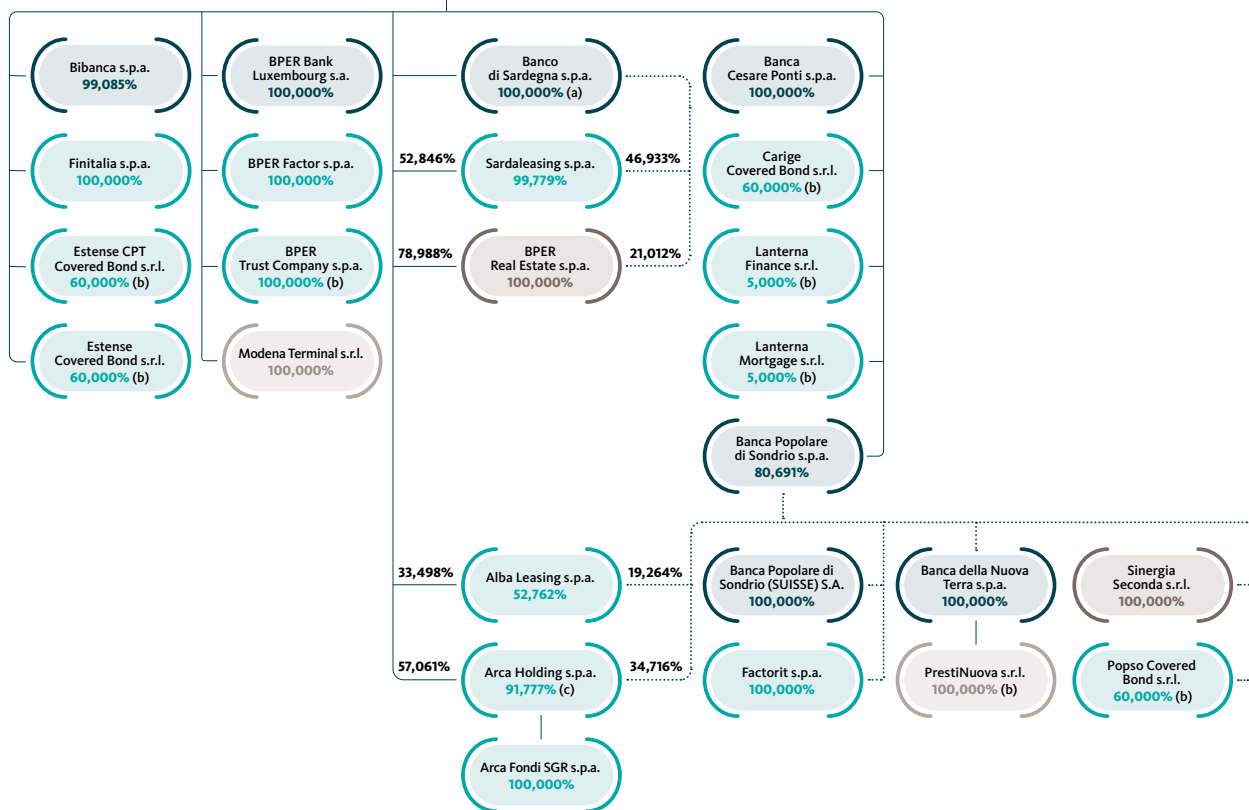 Bibanca s.p.a.
99,085%
BPER Bank
Luxembourg s.a.
100,000%
Banco
di Sardegna s.p.a.
100,000% (a)
Banca
Cesare Ponti s.p.a.
100,000%
Finitalia s.p.a.
100,000%
BPER Factor s.p.a.
100,000%
52,846%
Sardaleasing s.p.a.
99,779%
46,933%
Carige
Covered Bond s.r.l.
60,000% (b)
Estense CPT
Covered Bond s.r.l.
60,000% (b)
BPER
Trust Company s.p.a.
100,000% (b)
78,988%
BPER
Real Estate s.p.a.
100,000%
21,012%
Lanterna
Finance s.r.l.
5,000% (b)
Estense
Covered Bond s.r.l.
60,000% (b)
Modena Terminal s.r.l.
100,000%
Lanterna
Mortgage s.r.l.
5,000% (b)
Banca Popolare
di Sondrio s.p.a.
80,691%
33,498%
Alba Leasing s.p.a.
52,762%
19,264%
Banca Popolare di
Sondrio (SUISSE) S.A.
100,000%
Banca della Nuova
Terra s.p.a.
100,000%
Sinergia
Seconda s.r.l.
100,000%
57,061%
Arca Holding s.p.a.
91,777% (c)
34,716%
Factorit s.p.a.
100,000%
PrestiNuova s.r.l.
100,000% (b)
Popso Covered
Bond s.r.l.
60,000% (b)
Arca Fondi SGR s.p.a.
100,000%